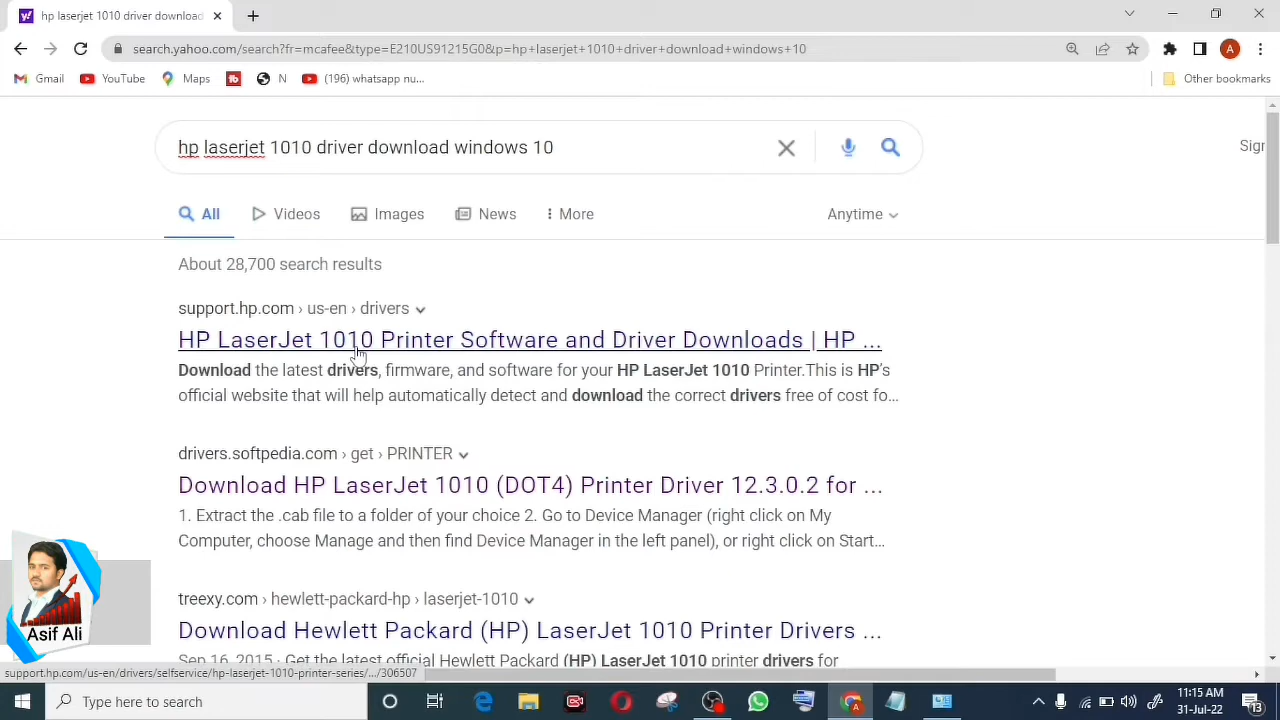 hp laserjet 1010 driver download
search.yahoo.com/search?fr=mcafee&type=E210US91215G0&p=hp+laserjet+1010+driver+download+windows+10
A
Gmail
YouTube
Maps
N
(196) whatsapp nu...
Other bookmarks
hp laserjet 1010 driver download windows 10
Sigr
All
Videos
Images
News
More
Anytime
About 28,700 search results
support.hp.com › us-en › drivers
HP LaserJet 1010 Printer Software and Driver Downloads | HP ...
Download the latest drivers, firmware, and software for your HP LaserJet 1010 Printer.This is HP's
official website that will help automatically detect and download the correct drivers free of cost fo...
drivers.softpedia.com › get › PRINTER
Download HP LaserJet 1010 (DOT4) Printer Driver 12.3.0.2 for ...
1. Extract the .cab file to a folder of your choice 2. Go to Device Manager (right click on My
Computer, choose Manage and then find Device Manager in the left panel), or right click on Start...
treexy.com › hewlett-packard-hp › laserjet-1010
Download Hewlett Packard (HP) LaserJet 1010 Printer Drivers ...
Sep 16, 2015 · Get the latest official Hewlett Packard (HP) LaserJet 1010 printer drivers for
Asif Ali
support.hp.com/us-en/drivers/selfservice/hp-laserjet-1010-printer-series/.../306507
Type here to search
11:15 AM
31-Jul-22
13